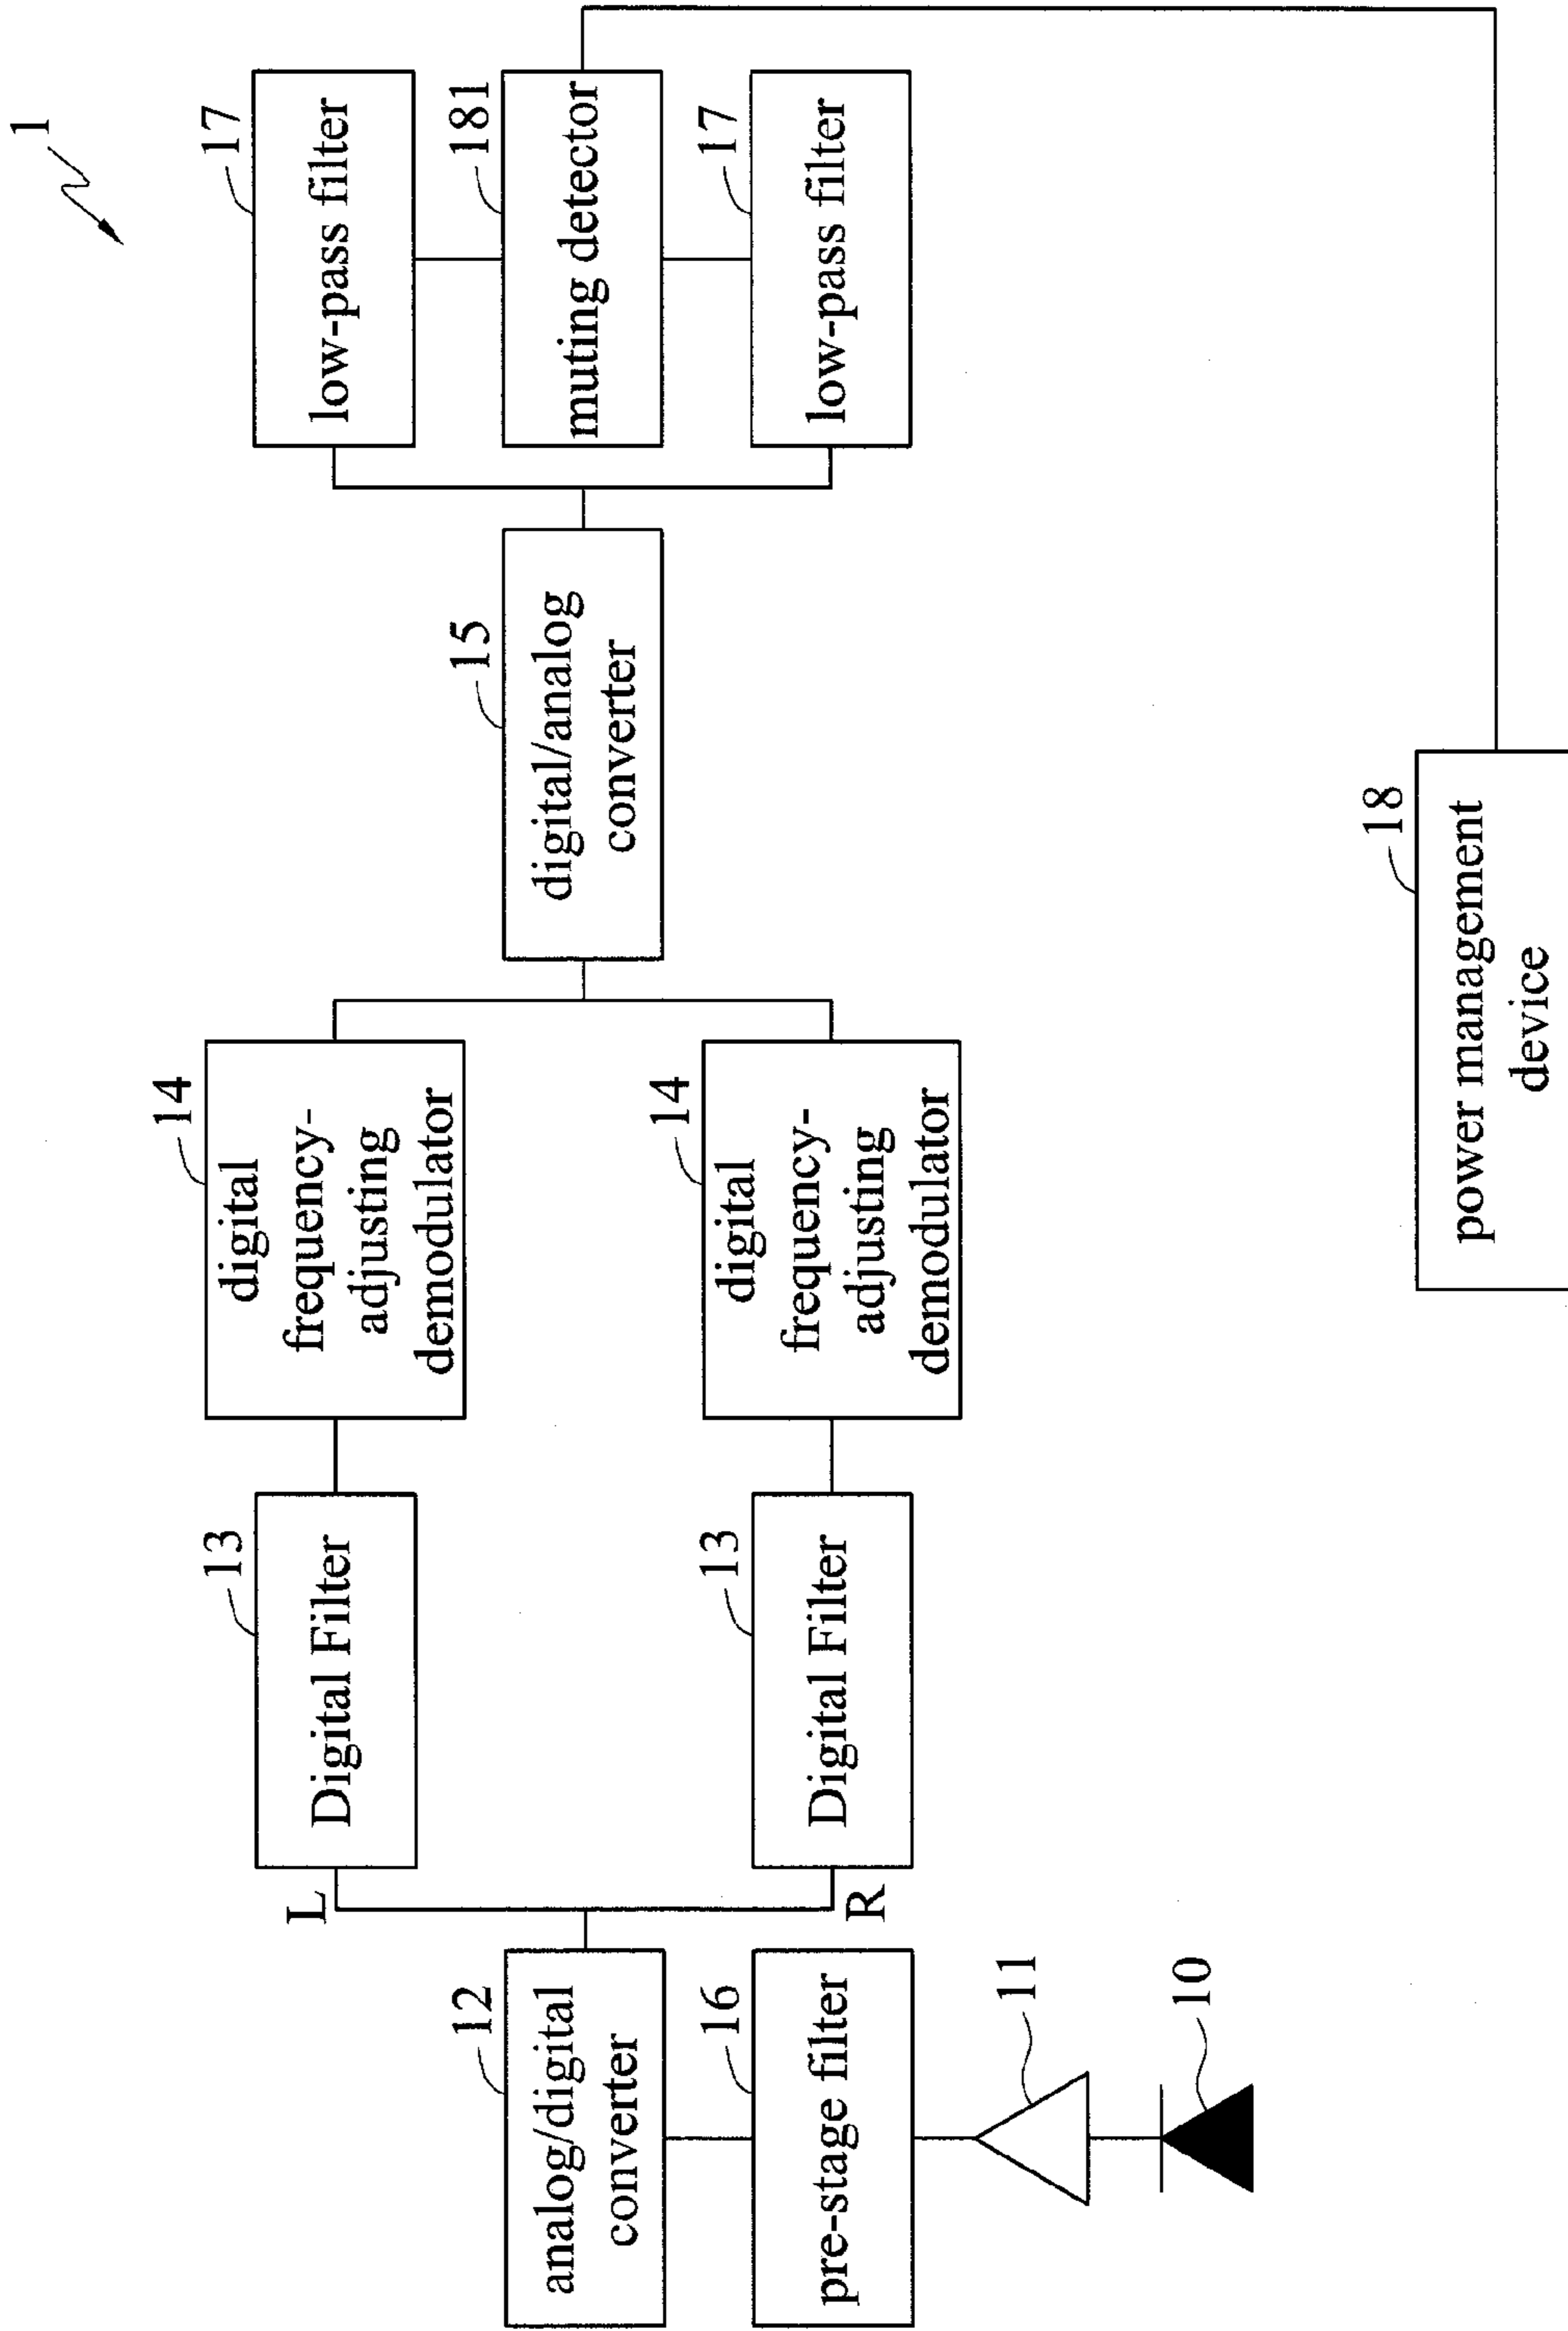 1
17
low-pass filter
181
muting detector
17
low-pass filter
15
digital/analog
converter
14
digital
frequency-
adjusting
demodulator
14
digital
frequency-
adjusting
demodulator
13
Digital Filter
13
Digital Filter
L
R
12
analog/digital
converter
16
pre-stage filter
11
10
18
power management
device